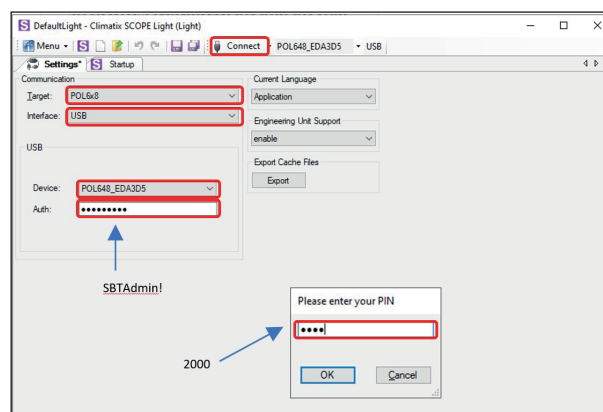 DefaultLight - Climatix SCOPE Light (Light)
Menu
Connect POL648_EDA3D5 USB
Settings* Startup
Communication
Target: POL6x8
Interface: USB
USB
Device: POL648_EDA3D5
Auth: •••••••••
SBTAdmin!
Current Language
Application
Engineering Unit Support
enable
Export Cache Files
Export
Please enter your PIN
••••
2000
OK Cancel